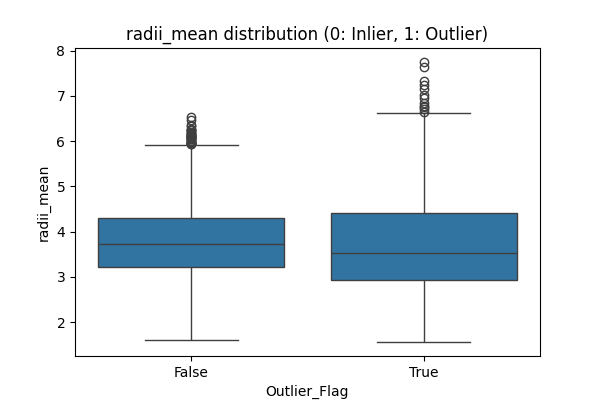 radii_mean distribution (0: Inlier, 1: Outlier)
8
7
6
5
4
3
2
radii_mean
False
True
Outlier_Flag